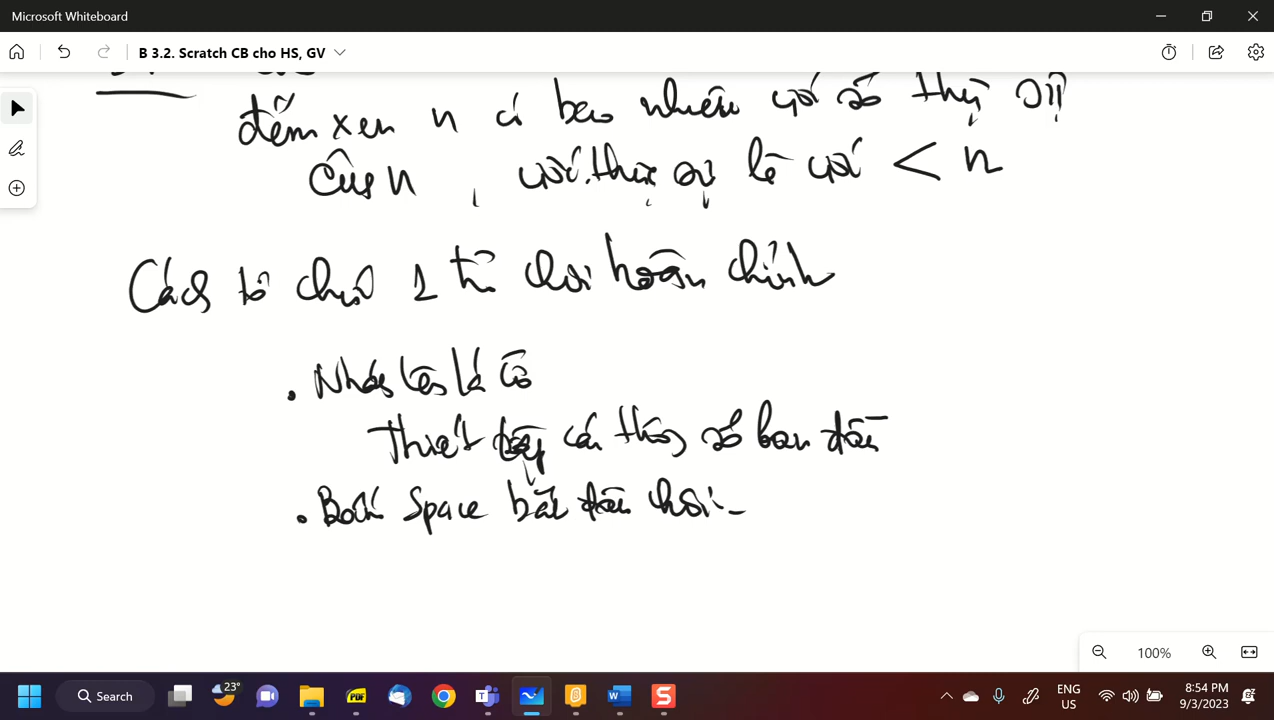 Microsoft Whiteboard
B 3.2. Scratch CB cho HS, GV
đếm xem n có bao nhiêu ước số thực sự
của n, ước thực sự là ước < n
Cách tổ chức 1 trò chơi hoàn chỉnh
. Nháy lên lá cờ
Thiết lập các thông số ban đầu
. Bấm Space bắt đầu chơi.
100%
Search
23°
ENG
US
8:54 PM
9/3/2023